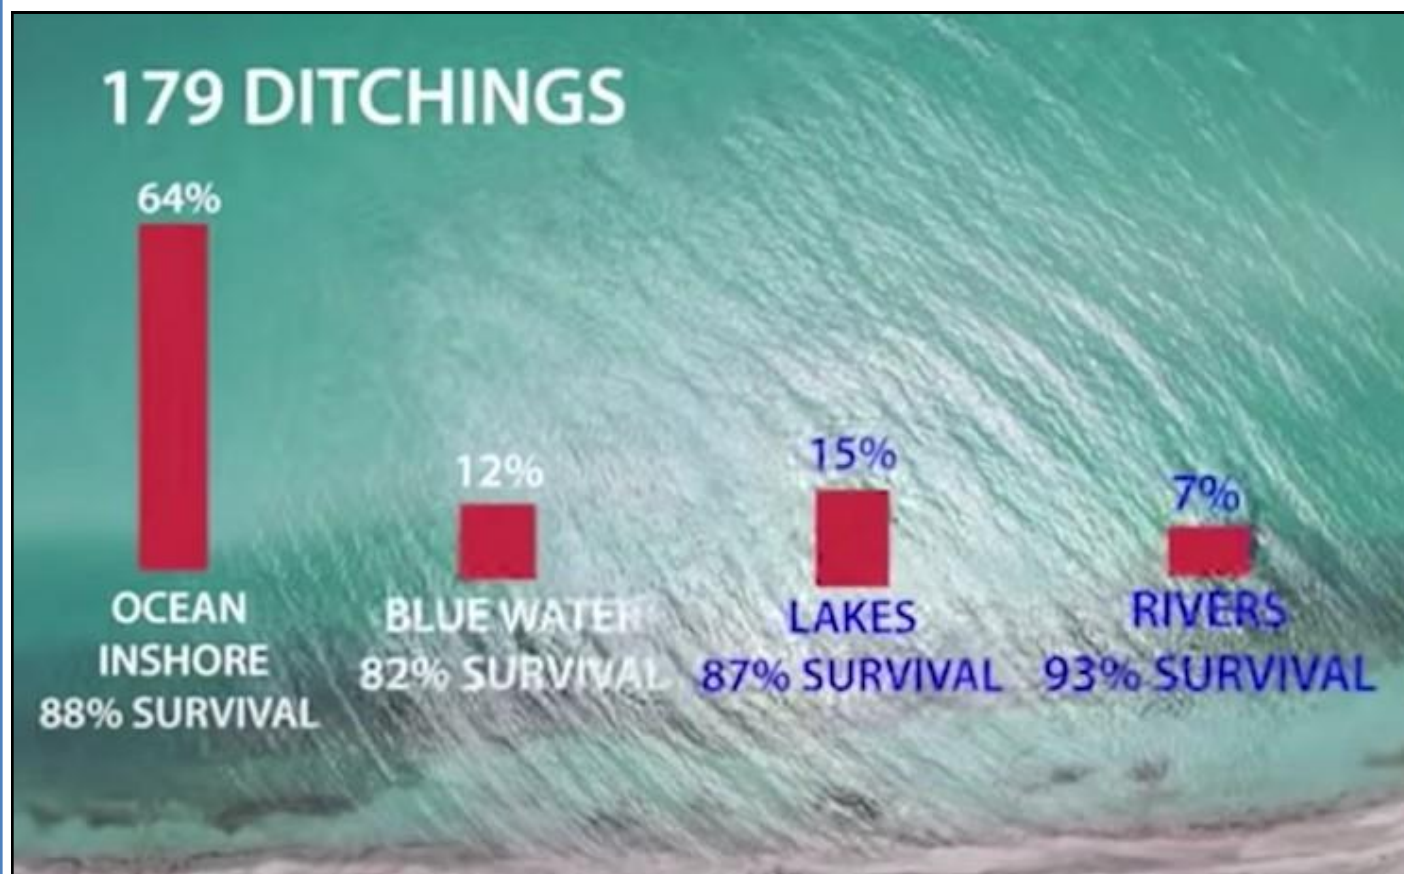 179 DITCHINGS
64%
OCEAN
INSHORE
88% SURVIVAL
12%
BLUE WATER
82% SURVIVAL
15%
LAKES
87% SURVIVAL
7%
RIVERS
93% SURVIVAL